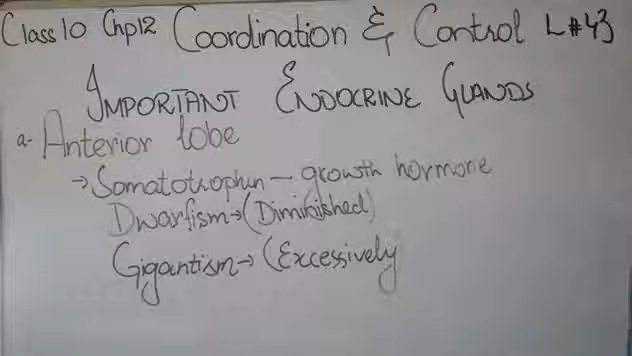 Class 10 Chp12 Coordination & Control L#43
IMPORTANT ENDOCRINE GLANDS
a- Anterior lobe
→ Somatotrophin – growth hormone
Dwarfism → (Diminished)
Gigantism → (Excessively